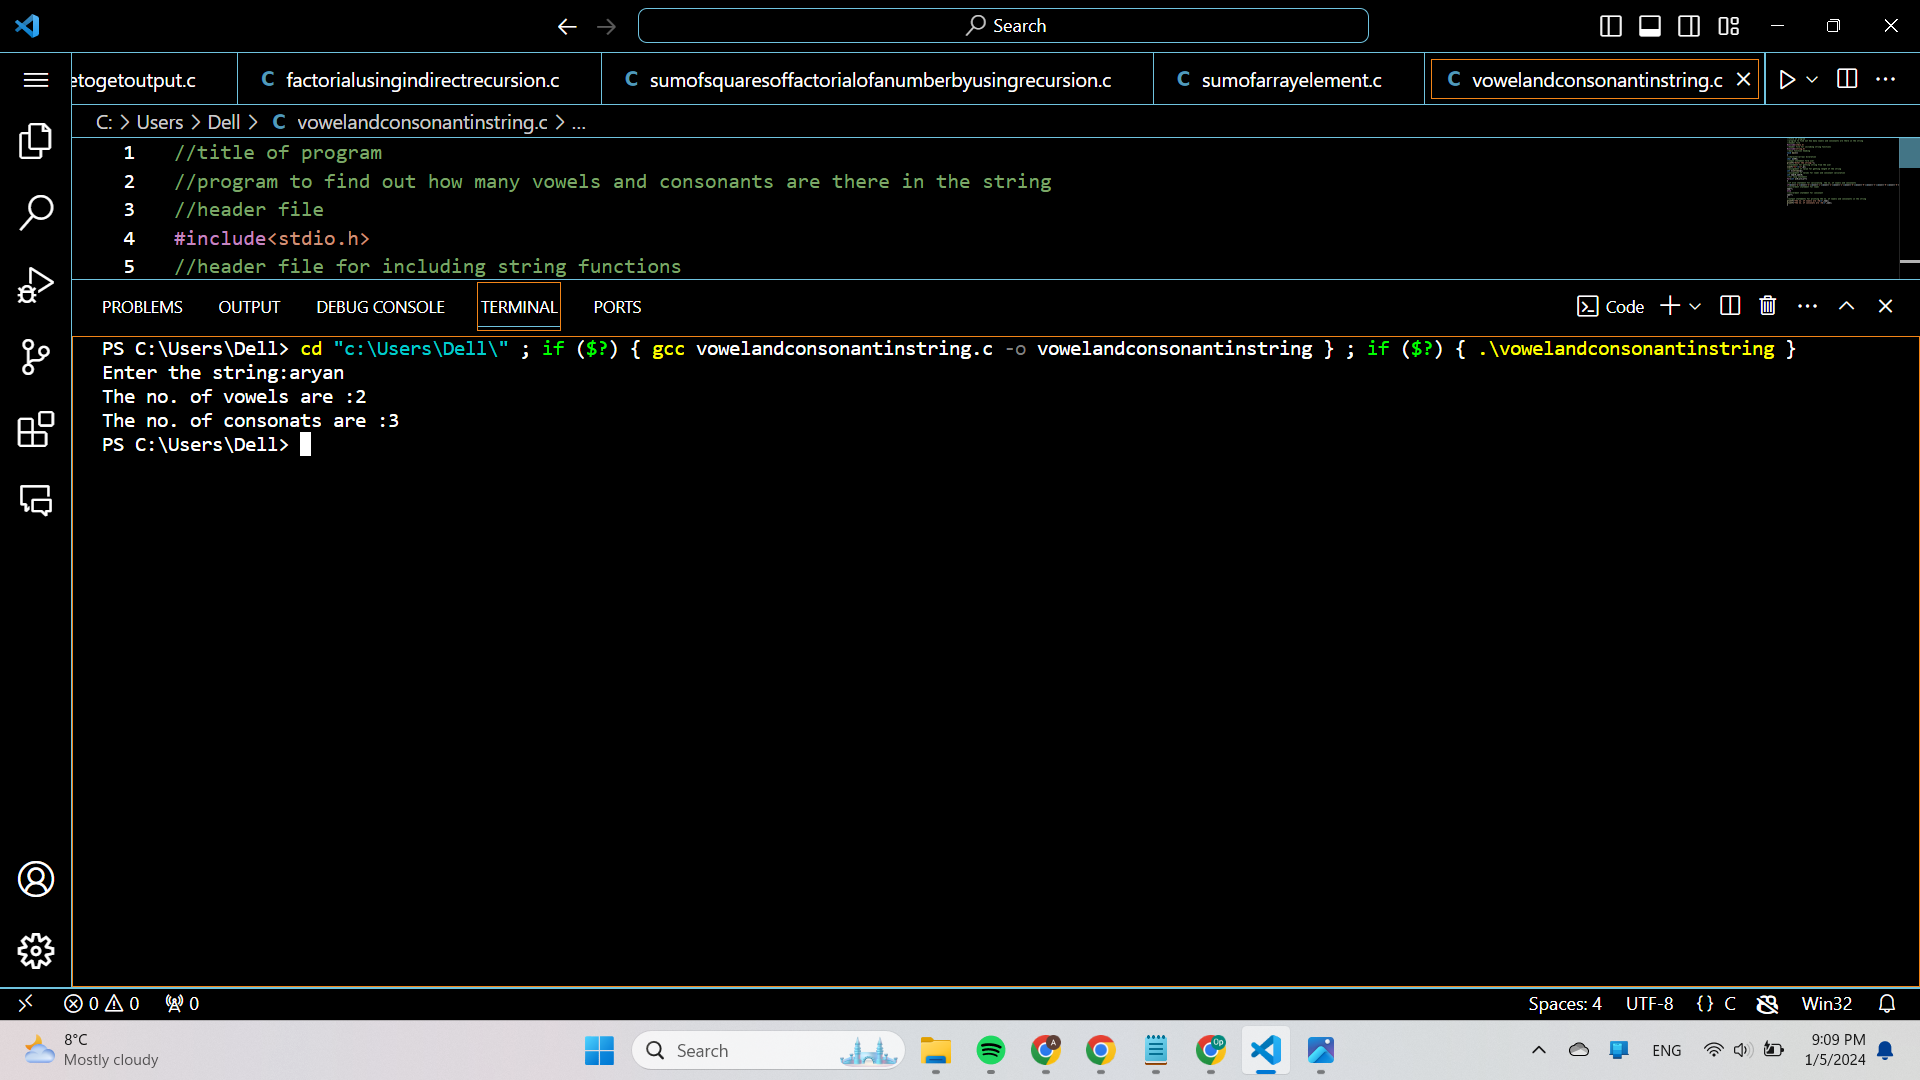 Search
etogetoutput.c
C factorialusingindirectrecursion.c
C sumofsquaresoffactorialofanumberbyusingrecursion.c
C sumofarrayelement.c
C vowelandconsonantinstring.c
C: > Users > Dell > C vowelandconsonantinstring.c > ...
1 //title of program
2 //program to find out how many vowels and consonants are there in the string
3 //header file
4 #include<stdio.h>
5 //header file for including string functions
PROBLEMS OUTPUT DEBUG CONSOLE TERMINAL PORTS
Code
PS C:\Users\Dell> cd "c:\Users\Dell\" ; if ($?) { gcc vowelandconsonantinstring.c -o vowelandconsonantinstring } ; if ($?) { .\vowelandconsonantinstring }
Enter the string:aryan
The no. of vowels are :2
The no. of consonats are :3
PS C:\Users\Dell>
0 0 0
Spaces: 4 UTF-8 {} C Win32
8°C
Mostly cloudy
Search
A
Op
ENG
9:09 PM
1/5/2024